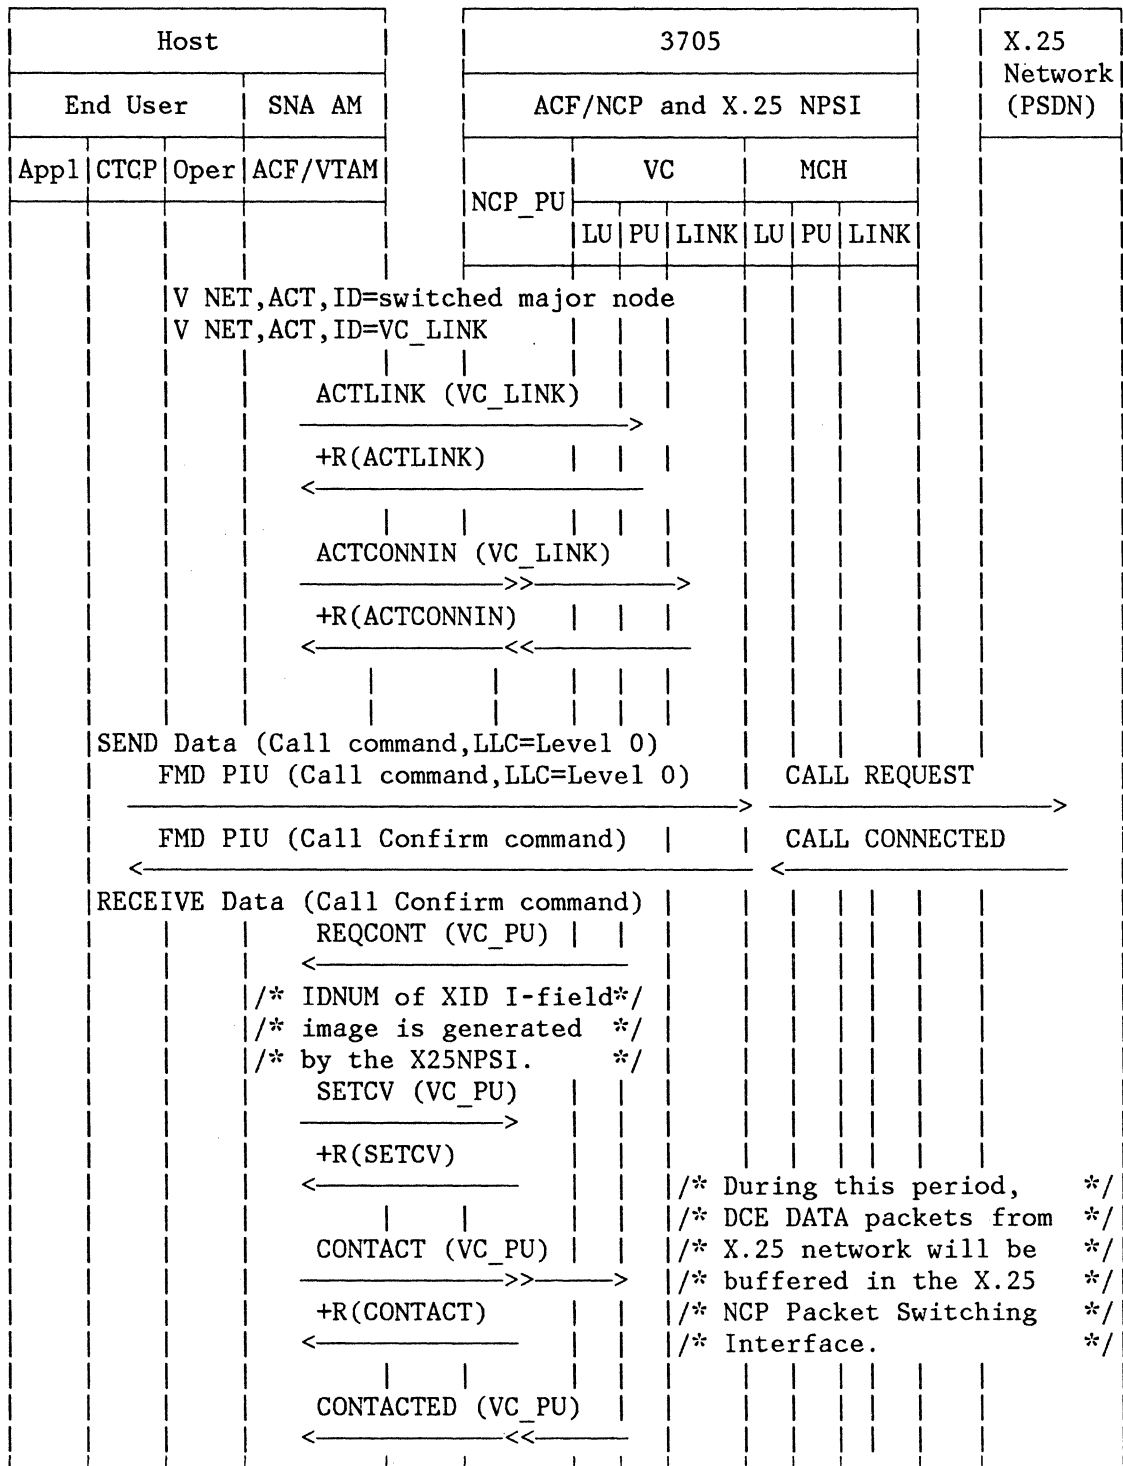 Host 3705 X.25
Network
End User SNA AM ACF/NCP and X.25 NPSI (PSDN)
Appl CTCP Oper ACF/VTAM NCP_PU VC MCH
LU PU LINK LU PU LINK
V NET,ACT,ID=switched major node
V NET,ACT,ID=VC_LINK
ACTLINK (VC_LINK)
+R(ACTLINK)
ACTCONNIN (VC_LINK)
+R(ACTCONNIN)
SEND Data (Call command,LLC=Level 0)
FMD PIU (Call command,LLC=Level 0) CALL REQUEST
FMD PIU (Call Confirm command) CALL CONNECTED
RECEIVE Data (Call Confirm command)
REQCONT (VC_PU)
/* IDNUM of XID I-field*/
/* image is generated */
/* by the X25NPSI. */
SETCV (VC_PU)
+R(SETCV)
/* During this period, */
/* DCE DATA packets from */
CONTACT (VC_PU) /* X.25 network will be */
/* buffered in the X.25 */
+R(CONTACT) /* NCP Packet Switching */
/* Interface. */
CONTACTED (VC_PU)